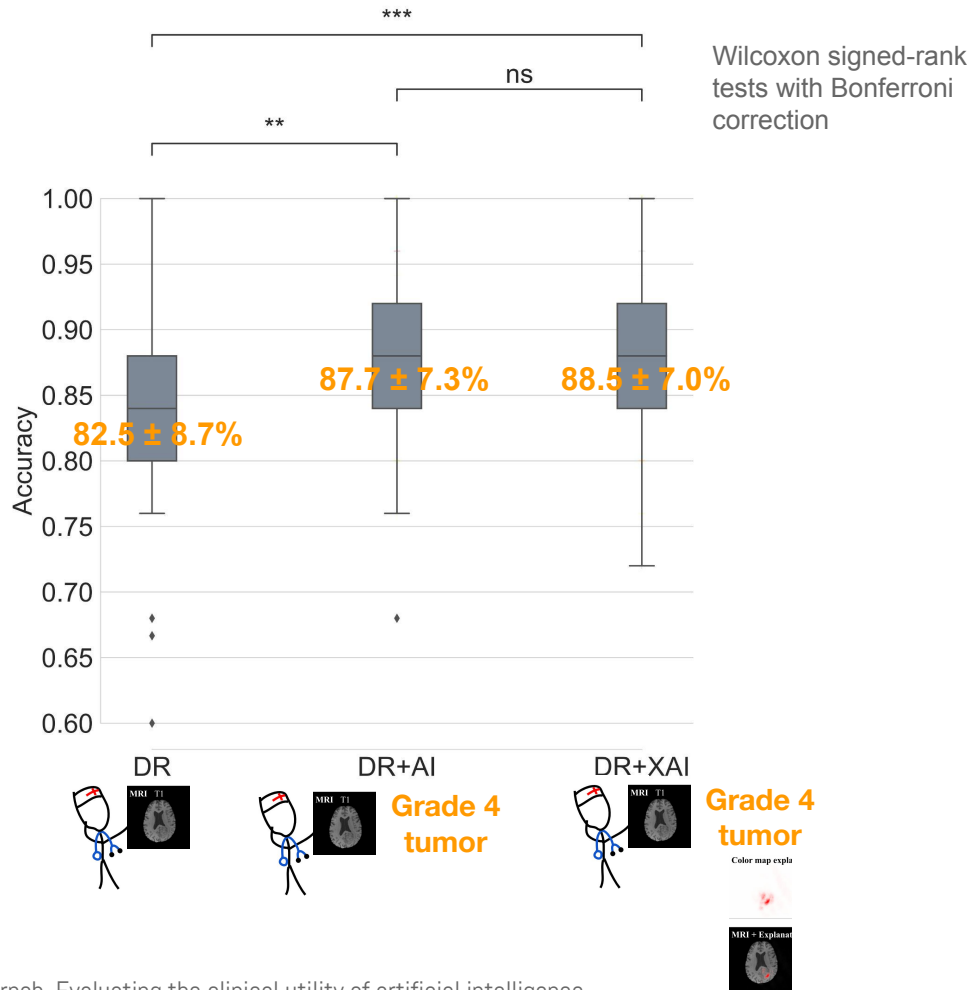 ***
Wilcoxon signed-rank
tests with Bonferroni
correction
ns
**
1.00
0.95
0.90
0.85
0.80
0.75
0.70
0.65
0.60
Accuracy
82.5 ± 8.7%
87.7 ± 7.3%
88.5 ± 7.0%
DR
DR+AI
DR+XAI
MRI T1
MRI T1
Grade 4
tumor
MRI T1
Grade 4
tumor
Color map
MRI +
Evaluating the clinical utility of artificial intelligence